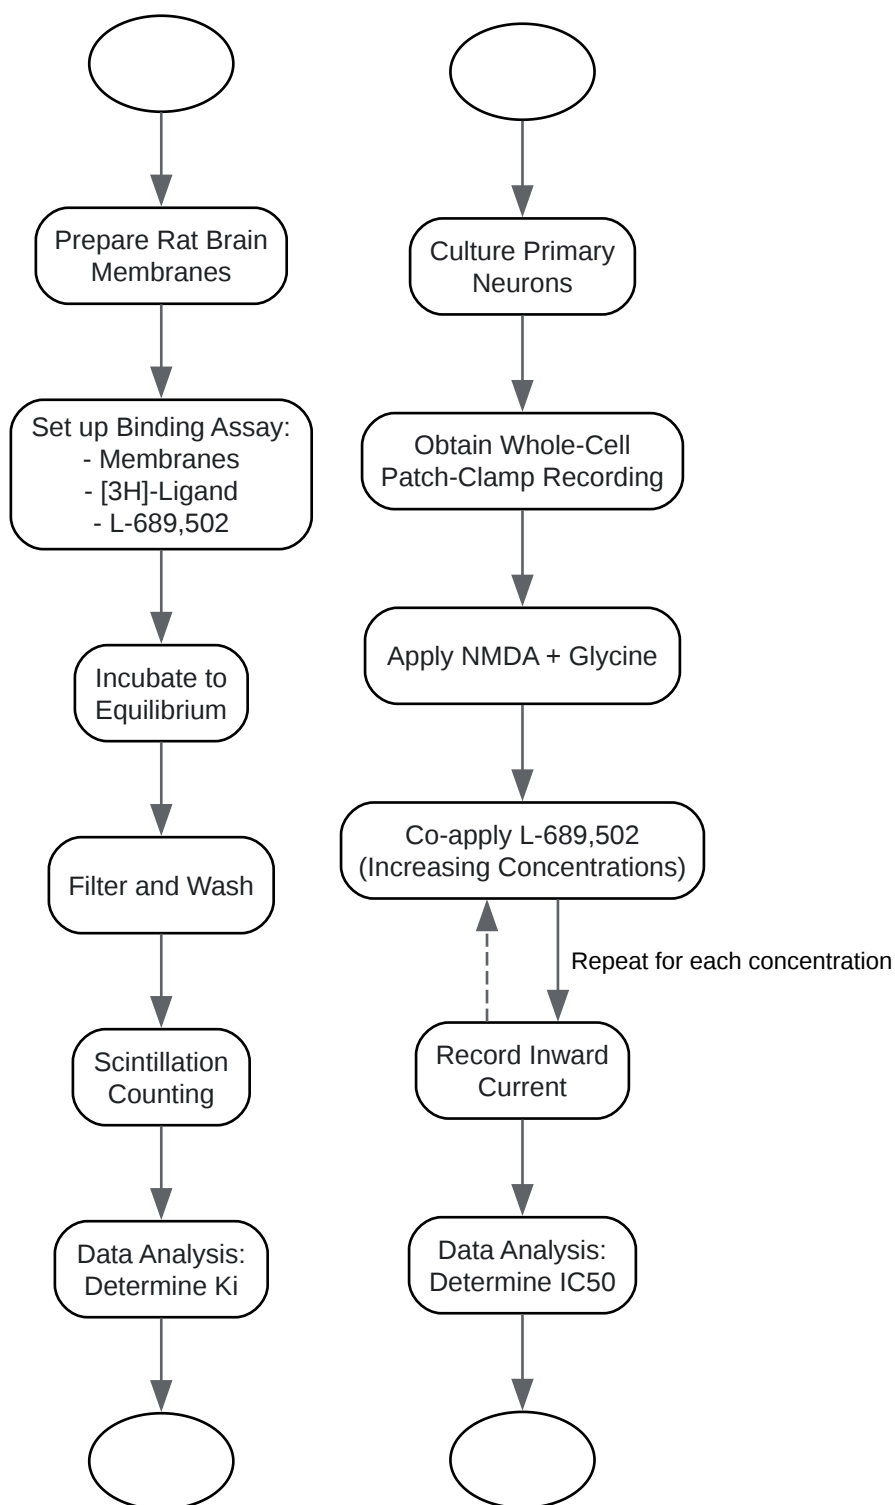 Prepare Rat Brain
Membranes
Set up Binding Assay:
- Membranes
- [3H]-Ligand
- L-689,502
Incubate to
Equilibrium
Filter and Wash
Scintillation
Counting
Data Analysis:
Determine Ki
Culture Primary
Neurons
Obtain Whole-Cell
Patch-Clamp Recording
Apply NMDA + Glycine
Co-apply L-689,502
(Increasing Concentrations)
Repeat for each concentration
Record Inward
Current
Data Analysis:
Determine IC50